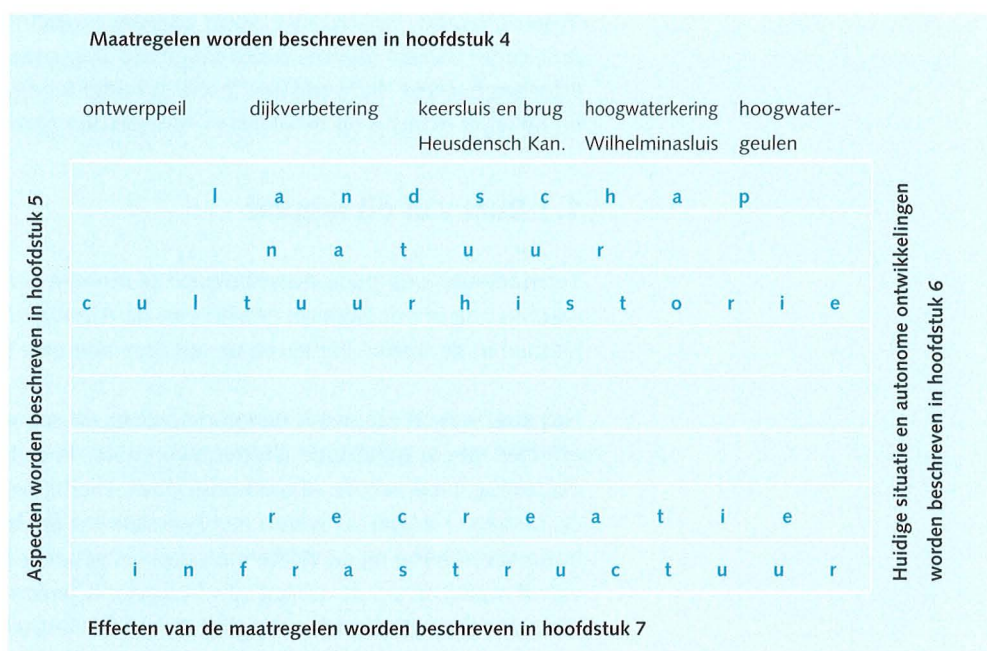 Maatregelen worden beschreven in hoofdstuk 4
ontwerppeil dijkverbetering keersluis en brug hoogwaterkering hoogwater-
Heusdensch Kan. Wilhelminasluis geulen
Aspecten worden beschreven in hoofdstuk 5
l a n d s c h a p
n a t u u r
c u l t u u r h i s t o r i e
r e c r e a t i e
i n f r a s t r u c t u u r
Huidige situatie en autonome ontwikkelingen
worden beschreven in hoofdstuk 6
Effecten van de maatregelen worden beschreven in hoofdstuk 7